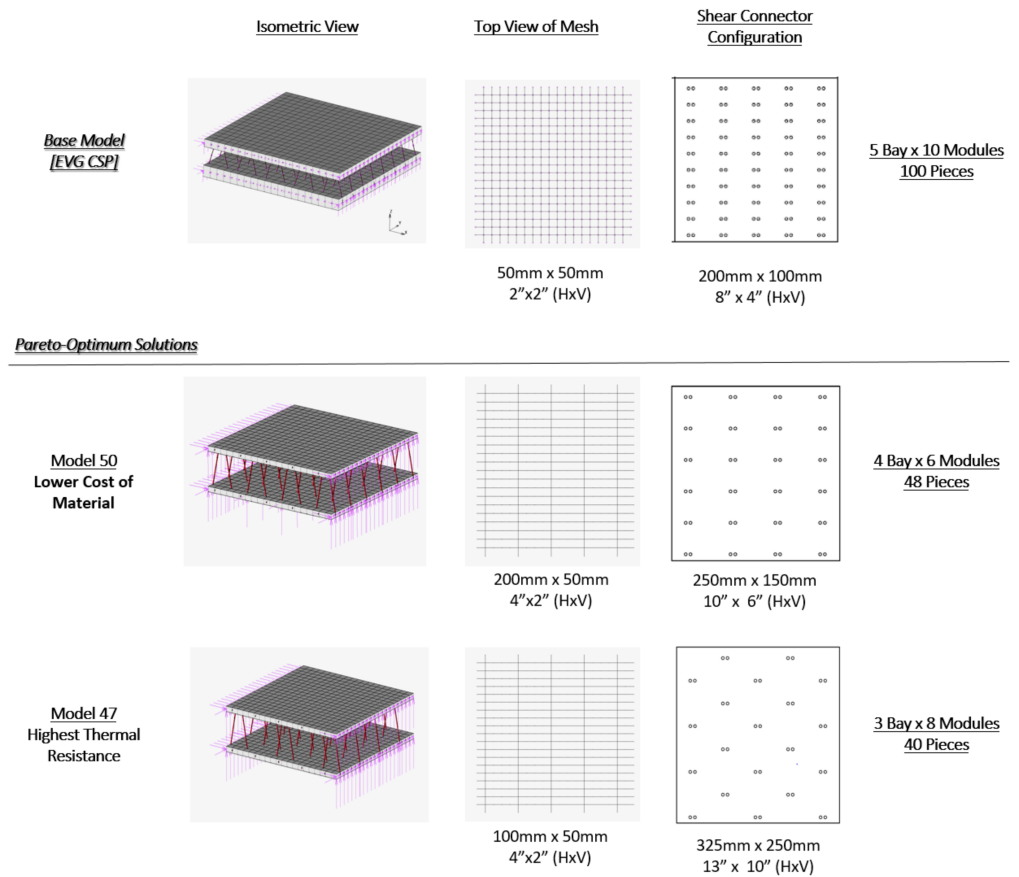 Isometric View
Top View of Mesh
Shear Connector
Configuration
Base Model
[EVG CSP]
5 Bay x 10 Modules
100 Pieces
50mm x 50mm
2”x2” (HxV)
200mm x 100mm
8” x 4” (HxV)
Pareto-Optimum Solutions
Model 50
Lower Cost of
Material
4 Bay x 6 Modules
48 Pieces
200mm x 50mm
4”x2” (HxV)
250mm x 150mm
10” x 6” (HxV)
Model 47
Highest Thermal
Resistance
3 Bay x 8 Modules
40 Pieces
100mm x 50mm
4”x2” (HxV)
325mm x 250mm
13” x 10” (HxV)